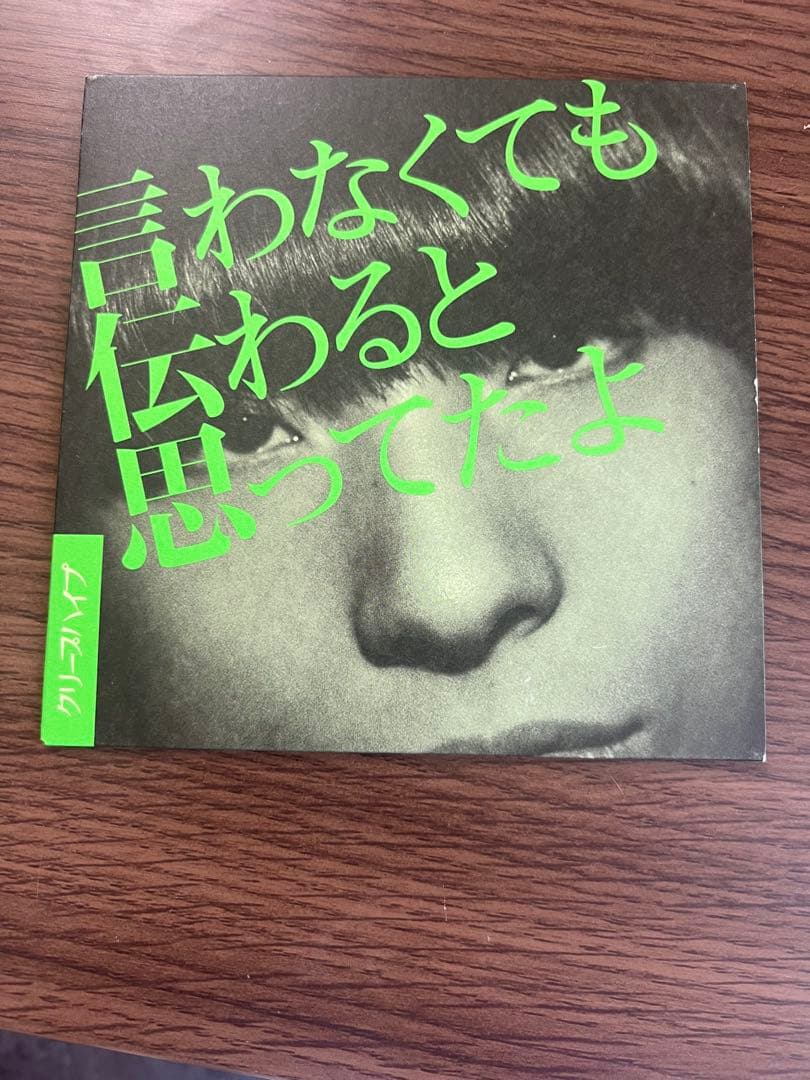 言わなくても
伝わると
思ってたよ
クリープハイプ